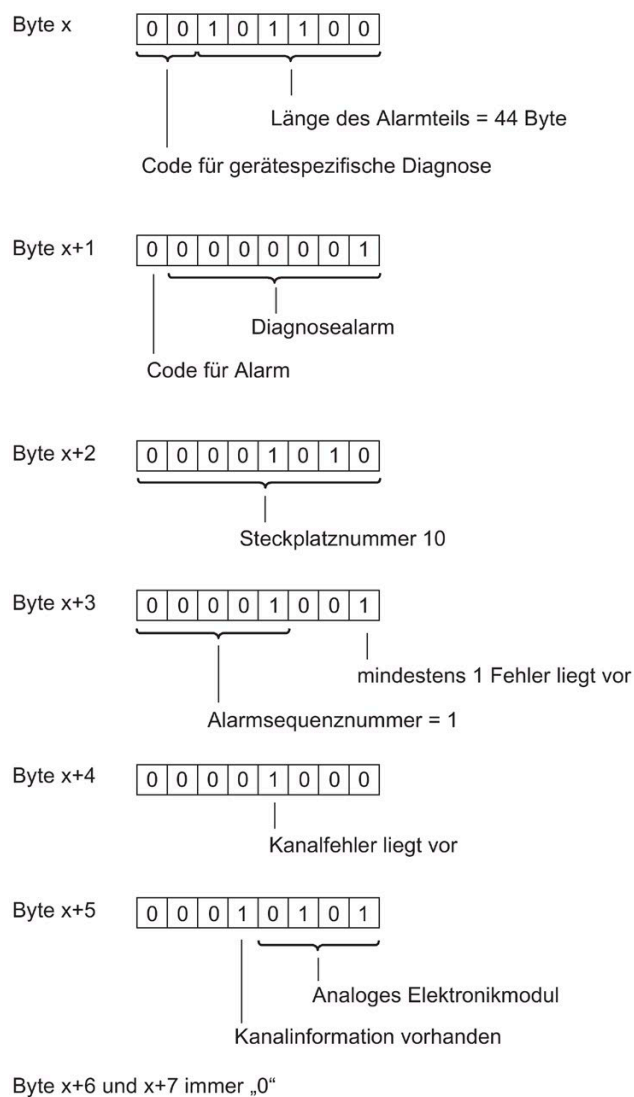 Byte x 0 0 1 0 1 1 0 0
Länge des Alarmteils = 44 Byte
Code für gerätespezifische Diagnose
Byte x+1 0 0 0 0 0 0 0 1
Diagnosealarm
Code für Alarm
Byte x+2 0 0 0 0 1 0 1 0
Steckplatznummer 10
Byte x+3 0 0 0 0 1 0 0 1
mindestens 1 Fehler liegt vor
Alarmsequenznummer = 1
Byte x+4 0 0 0 0 1 0 0 0
Kanalfehler liegt vor
Byte x+5 0 0 0 1 0 1 0 1
Analoges Elektronikmodul
Kanalinformation vorhanden
Byte x+6 und x+7 immer „0“